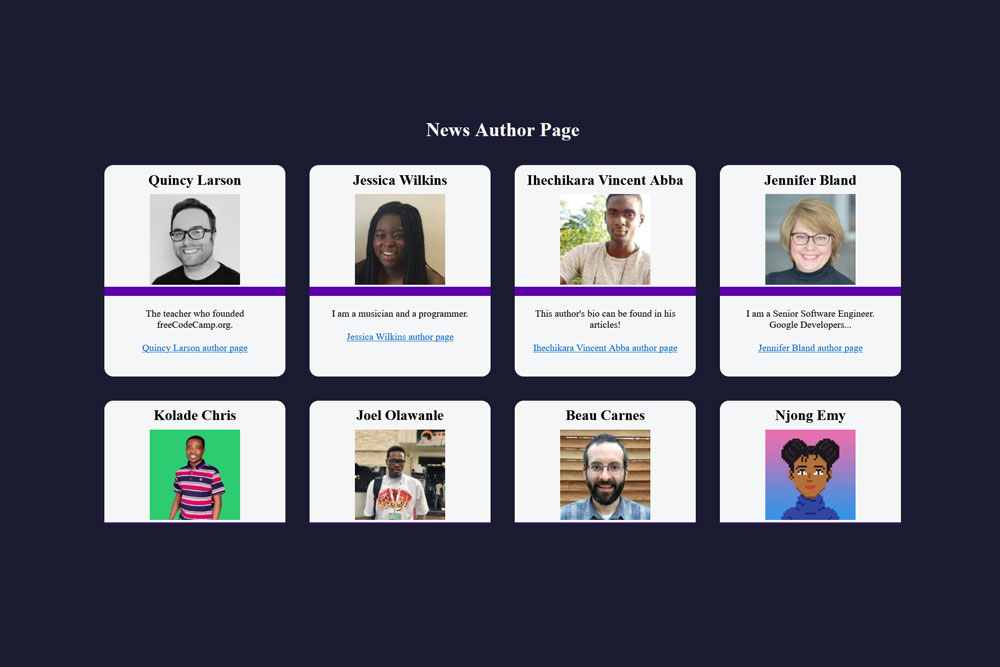 News Author Page
Quincy Larson
Jessica Wilkins
Ihechikara Vincent Abba
Jennifer Bland
The teacher who founded
freeCodeCamp.org.
Quincy Larson author page
I am a musician and a programmer.
Jessica Wilkins author page
This author's bio can be found in his
articles!
Ihechikara Vincent Abba author page
I am a Senior Software Engineer.
Google Developers...
Jennifer Bland author page
Kolade Chris
Joel Olawanle
Beau Carnes
Njong Emy